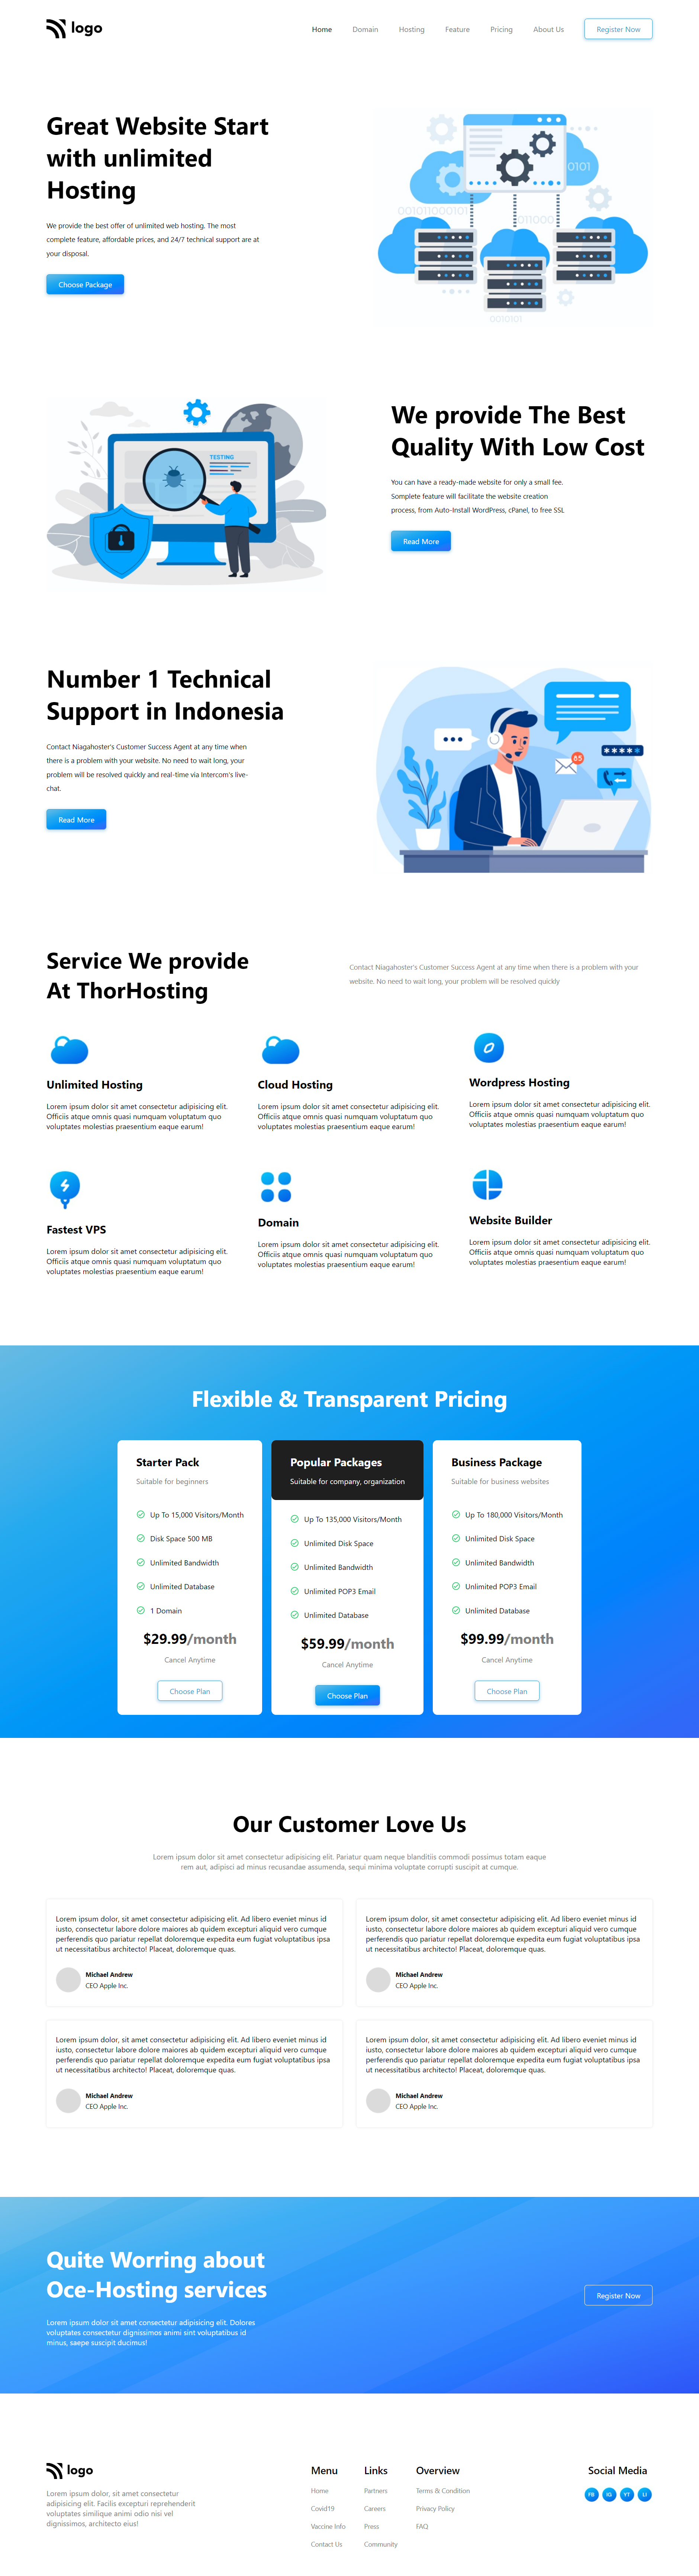 logo
Home Domain Hosting Feature Pricing About Us Register Now
Great Website Start
with unlimited
Hosting
We provide the best offer of unlimited web hosting. The most
complete feature, affordable prices, and 24/7 technical support are at
your disposal.
Choose Package
0101
001011000101
011000
0010101
TESTING
We provide The Best
Quality With Low Cost
You can have a ready-made website for only a small fee.
Somplete feature will facilitate the website creation
process, from Auto-Install WordPress, cPanel, to free SSL
Read More
Number 1 Technical
Support in Indonesia
Contact Niagahoster's Customer Success Agent at any time when
there is a problem with your website. No need to wait long, your
problem will be resolved quickly and real-time via Intercom's live-
chat.
Read More
85
Service We provide
At ThorHosting
Contact Niagahoster's Customer Success Agent at any time when there is a problem with your
website. No need to wait long, your problem will be resolved quickly
Unlimited Hosting
Lorem ipsum dolor sit amet consectetur adipisicing elit.
Officiis atque omnis quasi numquam voluptatum quo
voluptates molestias praesentium eaque earum!
Cloud Hosting
Lorem ipsum dolor sit amet consectetur adipisicing elit.
Officiis atque omnis quasi numquam voluptatum quo
voluptates molestias praesentium eaque earum!
Wordpress Hosting
Lorem ipsum dolor sit amet consectetur adipisicing elit.
Officiis atque omnis quasi numquam voluptatum quo
voluptates molestias praesentium eaque earum!
Fastest VPS
Lorem ipsum dolor sit amet consectetur adipisicing elit.
Officiis atque omnis quasi numquam voluptatum quo
voluptates molestias praesentium eaque earum!
Domain
Lorem ipsum dolor sit amet consectetur adipisicing elit.
Officiis atque omnis quasi numquam voluptatum quo
voluptates molestias praesentium eaque earum!
Website Builder
Lorem ipsum dolor sit amet consectetur adipisicing elit.
Officiis atque omnis quasi numquam voluptatum quo
voluptates molestias praesentium eaque earum!
Flexible & Transparent Pricing
Starter Pack
Suitable for beginners
Up To 15,000 Visitors/Month
Disk Space 500 MB
Unlimited Bandwidth
Unlimited Database
1 Domain
$29.99/month
Cancel Anytime
Choose Plan
Popular Packages
Suitable for company, organization
Up To 135,000 Visitors/Month
Unlimited Disk Space
Unlimited Bandwidth
Unlimited POP3 Email
Unlimited Database
$59.99/month
Cancel Anytime
Choose Plan
Business Package
Suitable for business websites
Up To 180,000 Visitors/Month
Unlimited Disk Space
Unlimited Bandwidth
Unlimited POP3 Email
Unlimited Database
$99.99/month
Cancel Anytime
Choose Plan
Our Customer Love Us
Lorem ipsum dolor sit amet consectetur adipisicing elit. Pariatur quam neque blanditiis commodi possimus totam eaque
rem aut, adipisci ad minus recusandae assumenda, sequi minima voluptate corrupti suscipit at cumque.
Lorem ipsum dolor, sit amet consectetur adipisicing elit. Ad libero eveniet minus id
iusto, consectetur labore dolore maiores ab quidem excepturi aliquid vero cumque
perferendis quo pariatur repellat doloremque expedita eum fugiat voluptatibus ipsa
ut necessitatibus architecto! Placeat, doloremque quas.
Michael Andrew
CEO Apple Inc.
Lorem ipsum dolor, sit amet consectetur adipisicing elit. Ad libero eveniet minus id
iusto, consectetur labore dolore maiores ab quidem excepturi aliquid vero cumque
perferendis quo pariatur repellat doloremque expedita eum fugiat voluptatibus ipsa
ut necessitatibus architecto! Placeat, doloremque quas.
Michael Andrew
CEO Apple Inc.
Lorem ipsum dolor, sit amet consectetur adipisicing elit. Ad libero eveniet minus id
iusto, consectetur labore dolore maiores ab quidem excepturi aliquid vero cumque
perferendis quo pariatur repellat doloremque expedita eum fugiat voluptatibus ipsa
ut necessitatibus architecto! Placeat, doloremque quas.
Michael Andrew
CEO Apple Inc.
Lorem ipsum dolor, sit amet consectetur adipisicing elit. Ad libero eveniet minus id
iusto, consectetur labore dolore maiores ab quidem excepturi aliquid vero cumque
perferendis quo pariatur repellat doloremque expedita eum fugiat voluptatibus ipsa
ut necessitatibus architecto! Placeat, doloremque quas.
Michael Andrew
CEO Apple Inc.
Quite Worring about
Oce-Hosting services
Lorem ipsum dolor sit amet consectetur adipisicing elit. Dolores
voluptates consectetur dignissimos animi sint voluptatibus id
minus, saepe suscipit ducimus!
Register Now
logo
Lorem ipsum dolor, sit amet consectetur
adipisicing elit. Facilis excepturi reprehenderit
voluptates similique animi odio nisi vel
dignissimos, architecto eius!
Menu
Home
Covid19
Vaccine Info
Contact Us
Links
Partners
Careers
Press
Community
Overview
Terms & Condition
Privacy Policy
FAQ
Social Media
FB IG YT LI